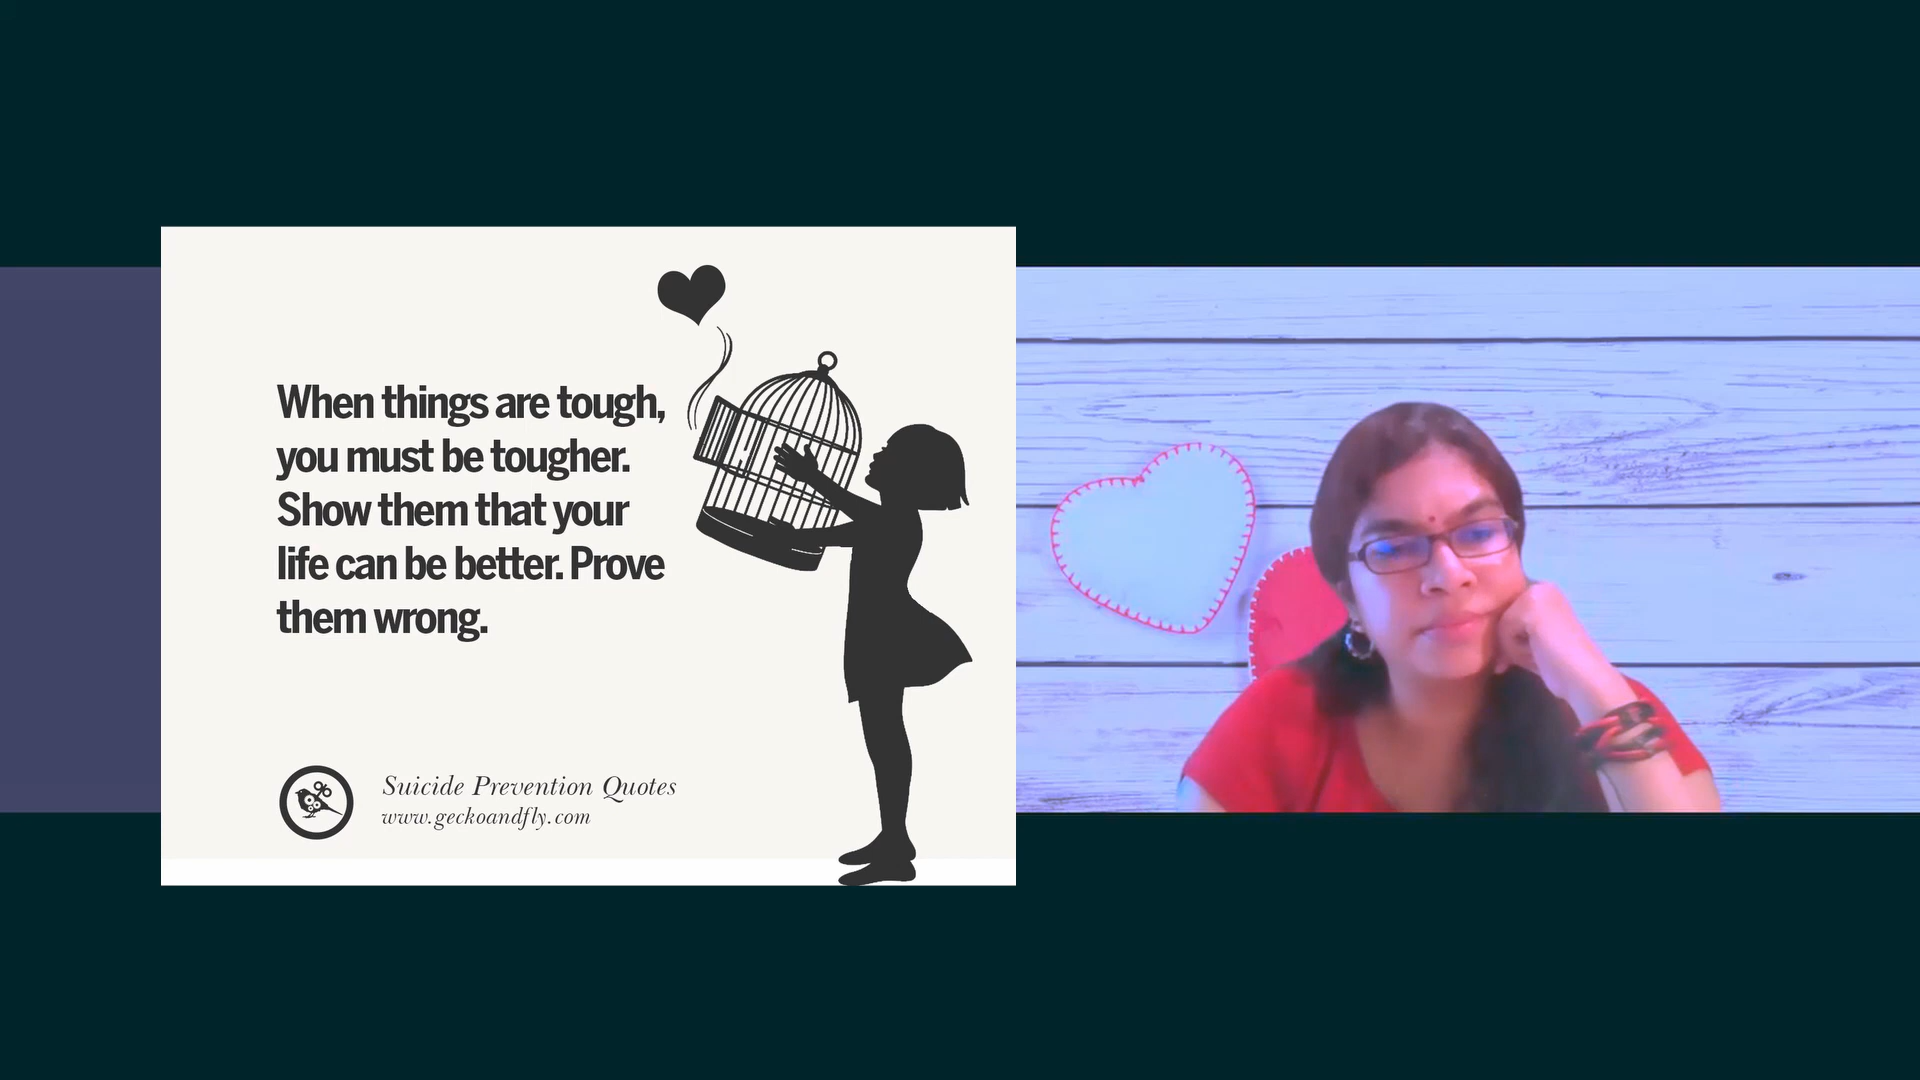 When things are tough,
you must be tougher.
Show them that your
life can be better. Prove
them wrong.
Suicide Prevention Quotes
www.geckoandfly.com